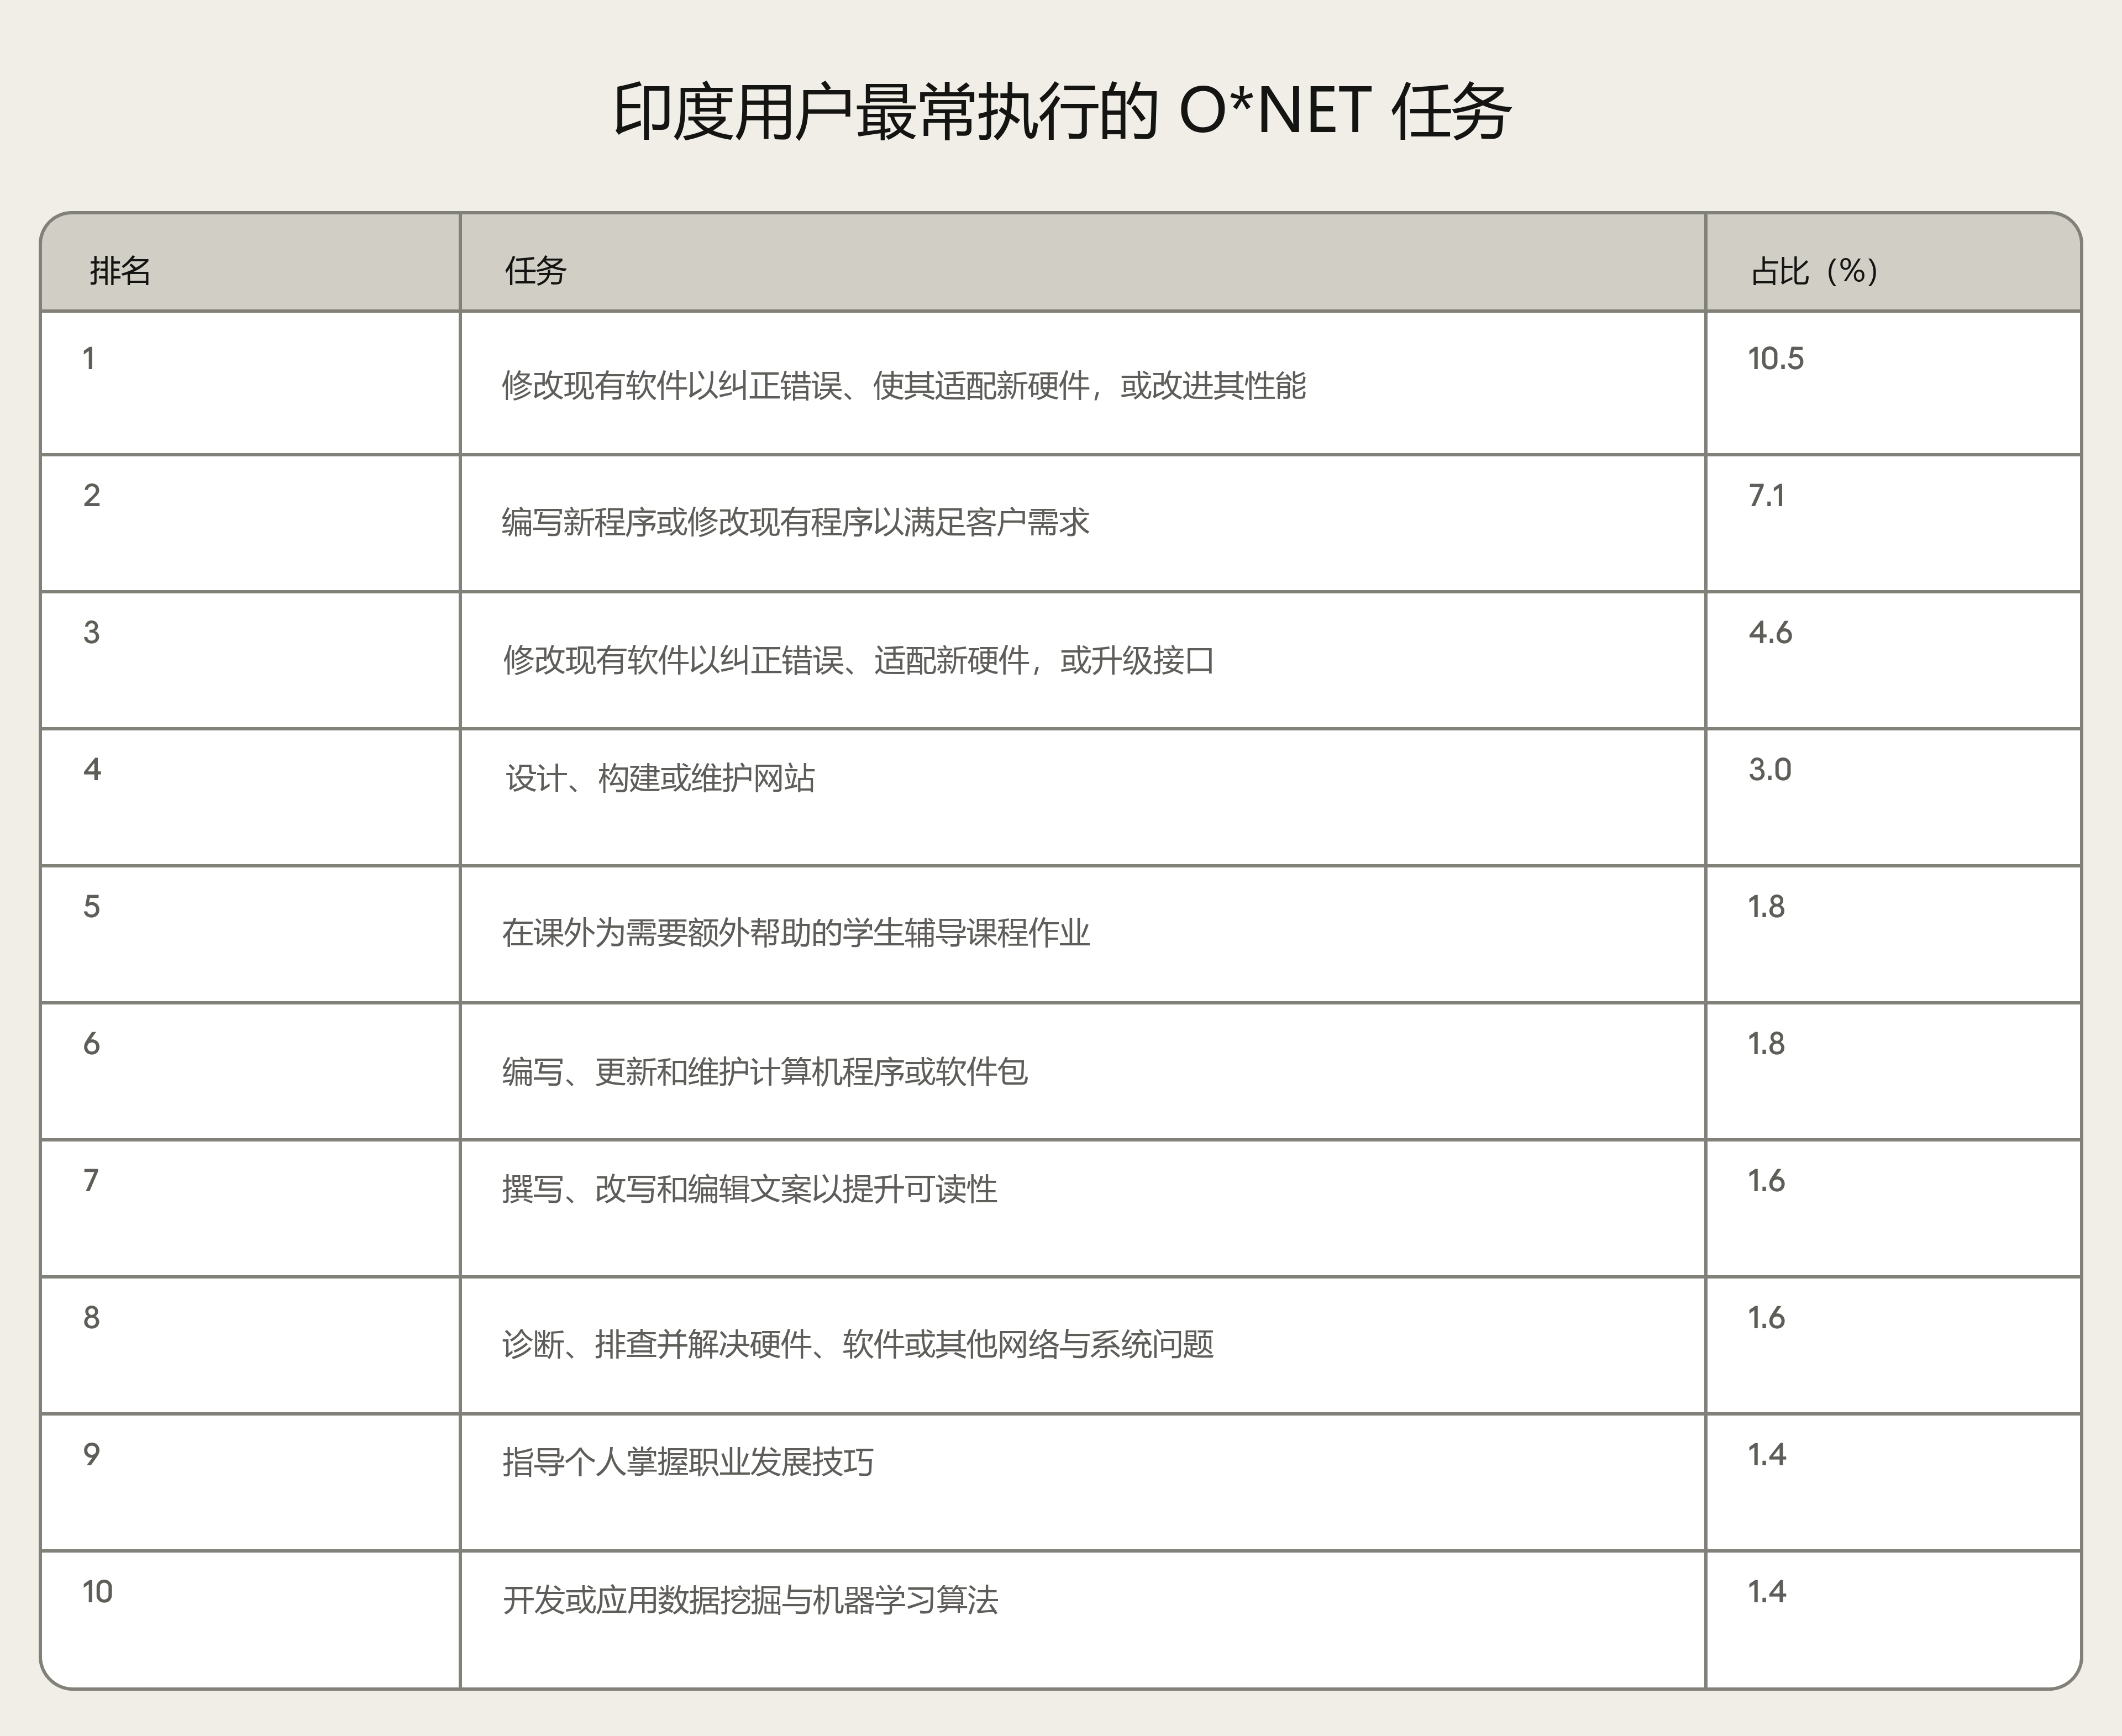 印度用户最常执行的 O*NET 任务
排名 任务 占比（%）
1 修改现有软件以纠正错误、使其适配新硬件，或改进其性能 10.5
2 编写新程序或修改现有程序以满足客户需求 7.1
3 修改现有软件以纠正错误、适配新硬件，或升级接口 4.6
4 设计、构建或维护网站 3.0
5 在课外为需要额外帮助的学生辅导课程作业 1.8
6 编写、更新和维护计算机程序或软件包 1.8
7 撰写、改写和编辑文案以提升可读性 1.6
8 诊断、排查并解决硬件、软件或其他网络与系统问题 1.6
9 指导个人掌握职业发展技巧 1.4
10 开发或应用数据挖掘与机器学习算法 1.4